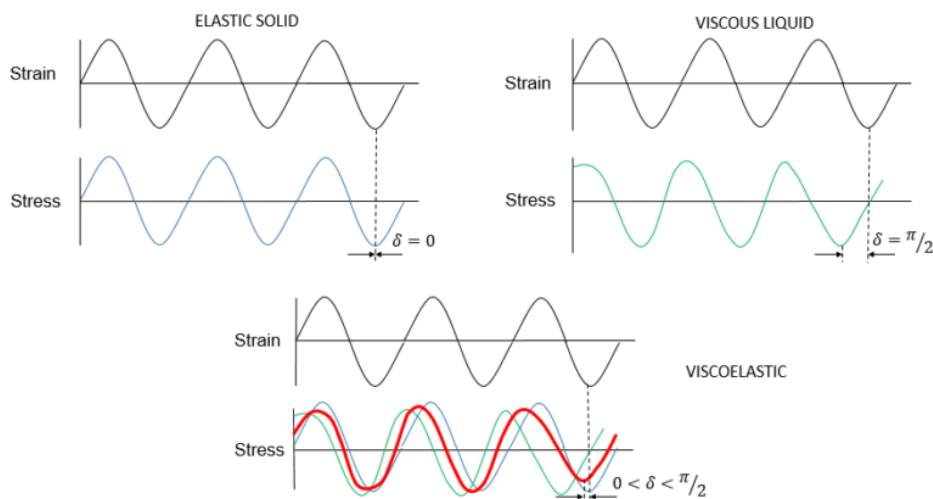 ELASTIC SOLID
Strain
Stress
δ = 0
VISCOUS LIQUID
Strain
Stress
δ = π/2
Strain
VISCOELASTIC
Stress
0 < δ < π/2